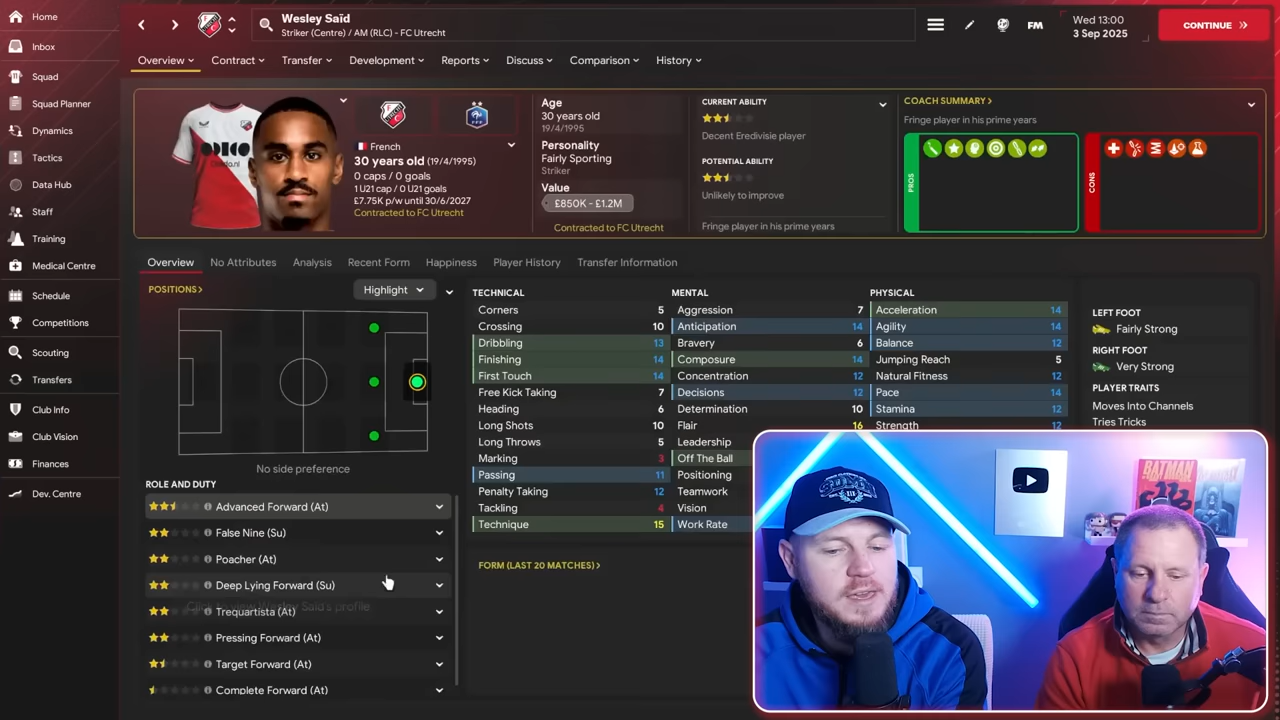 Home
Inbox
Squad
Squad Planner
Dynamics
Tactics
Data Hub
Staff
Training
Medical Centre
Schedule
Competitions
Scouting
Transfers
Club Info
Club Vision
Finances
Dev. Centre
Wesley Saïd
Striker (Centre) / AM (RLC) - FC Utrecht
FM
Wed 13:00
3 Sep 2025
CONTINUE
Overview Contract Transfer Development Reports Discuss Comparison History
French
30 years old (19/4/1995)
0 caps / 0 goals
1 U21 cap / 0 U21 goals
£7.75K p/w until 30/6/2027
Contracted to FC Utrecht
Age
30 years old
19/4/1995
Personality
Fairly Sporting
Striker
Value
£850K - £1.2M
Contracted to FC Utrecht
CURRENT ABILITY
Decent Eredivisie player
POTENTIAL ABILITY
Unlikely to improve
Fringe player in his prime years
COACH SUMMARY >
Fringe player in his prime years
PROS
CONS
Overview No Attributes Analysis Recent Form Happiness Player History Transfer Information
POSITIONS >
Highlight
No side preference
ROLE AND DUTY
Advanced Forward (At)
False Nine (Su)
Poacher (At)
Deep Lying Forward (Su)
Click to view Wesley Saïd's profile
Trequartista (At)
Pressing Forward (At)
Target Forward (At)
Complete Forward (At)
TECHNICAL
Corners 5
Crossing 10
Dribbling 13
Finishing 14
First Touch 14
Free Kick Taking 7
Heading 6
Long Shots 10
Long Throws 5
Marking 3
Passing 11
Penalty Taking 12
Tackling 4
Technique 15
MENTAL
Aggression 7
Anticipation 14
Bravery 6
Composure 14
Concentration 12
Decisions 12
Determination 10
Flair 16
Leadership
Off The Ball
Positioning
Teamwork
Vision
Work Rate
PHYSICAL
Acceleration 14
Agility 14
Balance 12
Jumping Reach 5
Natural Fitness 12
Pace 14
Stamina 12
Strength 12
LEFT FOOT
Fairly Strong
RIGHT FOOT
Very Strong
PLAYER TRAITS
Moves Into Channels
Tries Tricks
FORM (LAST 20 MATCHES) >
BATMAN